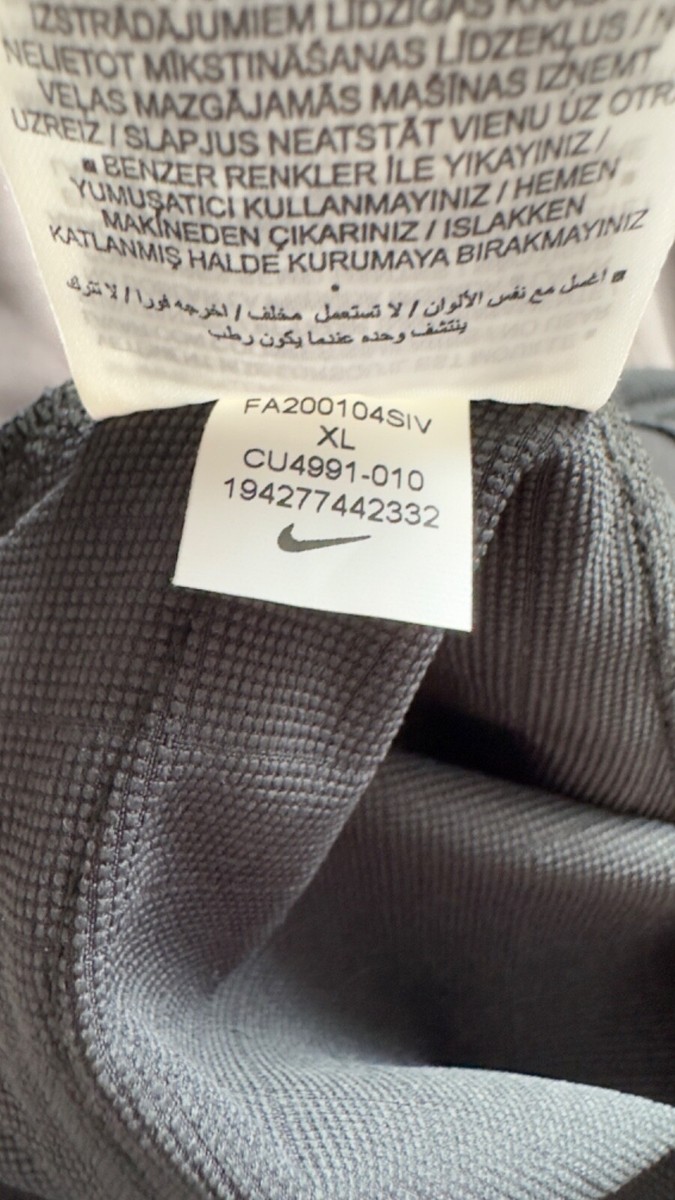 IZSTRĀDĀJUMIEM LĪDZĪGAS
NELIETOT MĪKSTINĀŠANAS LĪDZEKĻUS / N
VEĻAS MAZGĀJAMĀS MAŠĪNAS IZŅEMT
UZREIZ / SLAPJUS NEATSTĀT VIENU UZ OTR
BENZER RENKLER İLE YIKAYINIZ /
YUMUŞATICI KULLANMAYINIZ / HEMEN
MAKİNEDEN ÇIKARINIZ / ISLAKKEN
KATLANMIŞ HALDE KURUMAYA BIRAKMAYINIZ
اغسل مع نفس الألوان / لا تستعمل مخلف / اخرجه فورا / لا تترك
ينتشف وحده عندما يكون رطب
FA200104SIV
XL
CU4991-010
194277442332